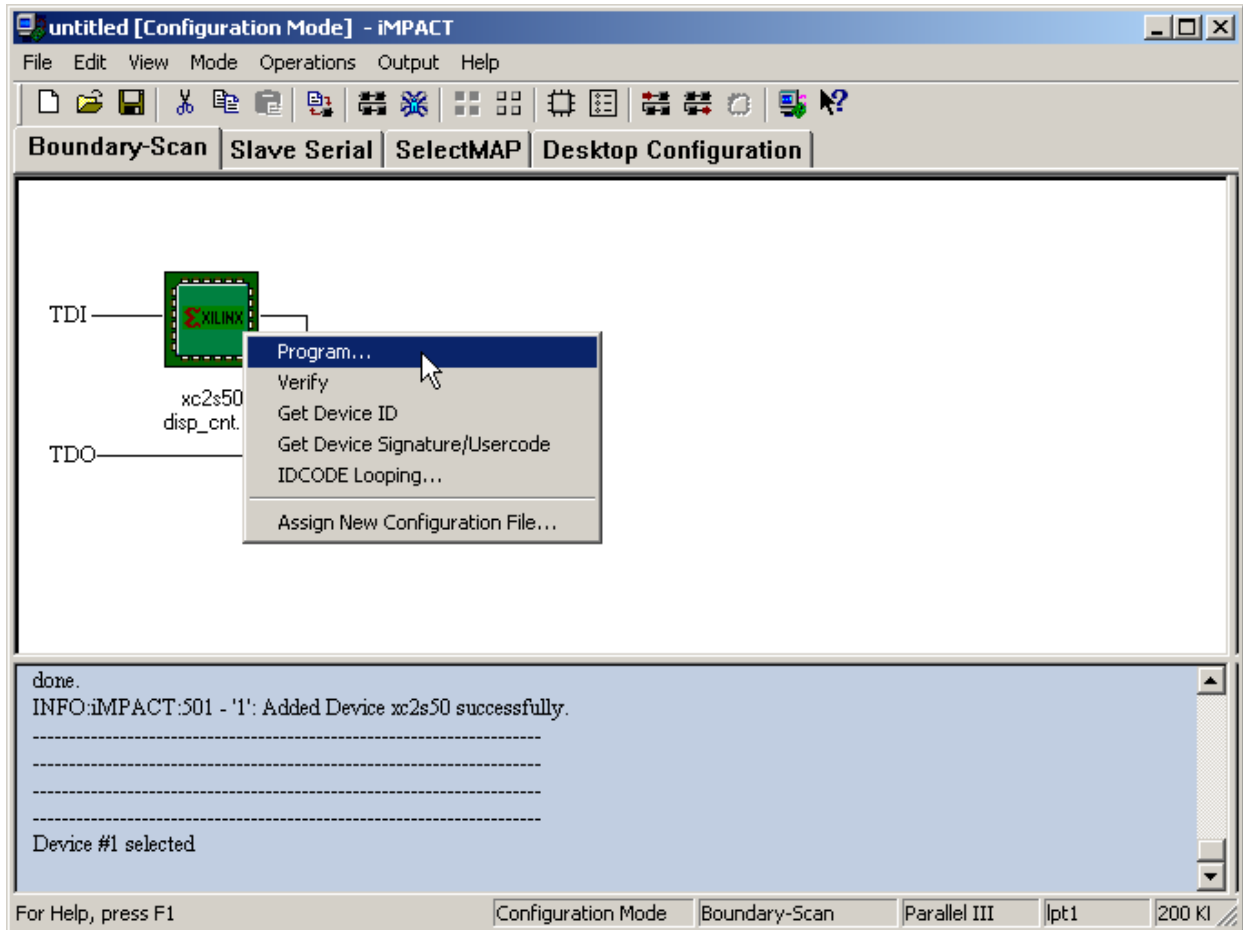 untitled [Configuration Mode] - iMPACT
File Edit View Mode Operations Output Help
Boundary-Scan Slave Serial SelectMAP Desktop Configuration
TDI
XILINX
Program...
Verify
xc2s50
Get Device ID
disp_cnt.
Get Device Signature/Usercode
TDO
IDCODE Looping...
Assign New Configuration File...
done.
INFO:iMPACT:501 - '1': Added Device xc2s50 successfully.
----------------------------------------------------------------------
----------------------------------------------------------------------
----------------------------------------------------------------------
----------------------------------------------------------------------
Device #1 selected
For Help, press F1 Configuration Mode Boundary-Scan Parallel III lpt1 200 Kl